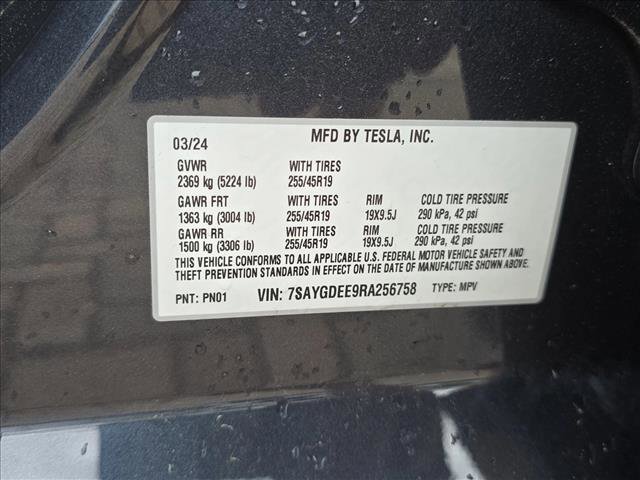 03/24 MFD BY TESLA, INC.
GVWR WITH TIRES
2369 kg (5224 lb) 255/45R19
GAWR FRT WITH TIRES RIM COLD TIRE PRESSURE
1363 kg (3004 lb) 255/45R19 19X9.5J 290 kPa, 42 psi
GAWR RR WITH TIRES RIM COLD TIRE PRESSURE
1500 kg (3306 lb) 255/45R19 19X9.5J 290 kPa, 42 psi
THIS VEHICLE CONFORMS TO ALL APPLICABLE U.S. FEDERAL MOTOR VEHICLE SAFETY AND
THEFT PREVENTION STANDARDS IN EFFECT ON THE DATE OF MANUFACTURE SHOWN ABOVE.
PNT: PN01 VIN: 7SAYGDEE9RA256758 TYPE: MPV